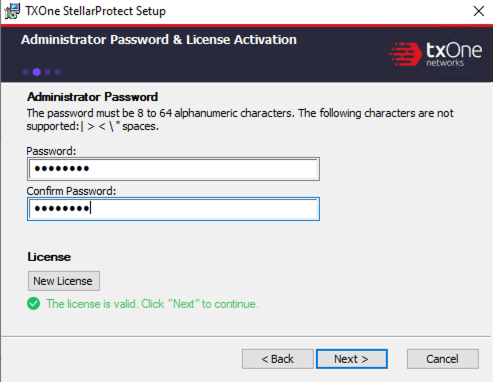 TXOne StellarProtect Setup
Administrator Password & License Activation
txOne
networks
Administrator Password
The password must be 8 to 64 alphanumeric characters. The following characters are not
supported: | > < \ " spaces.
Password:
●●●●●●●●
Confirm Password:
●●●●●●●●
License
New License
The license is valid. Click "Next" to continue.
< Back
Next >
Cancel